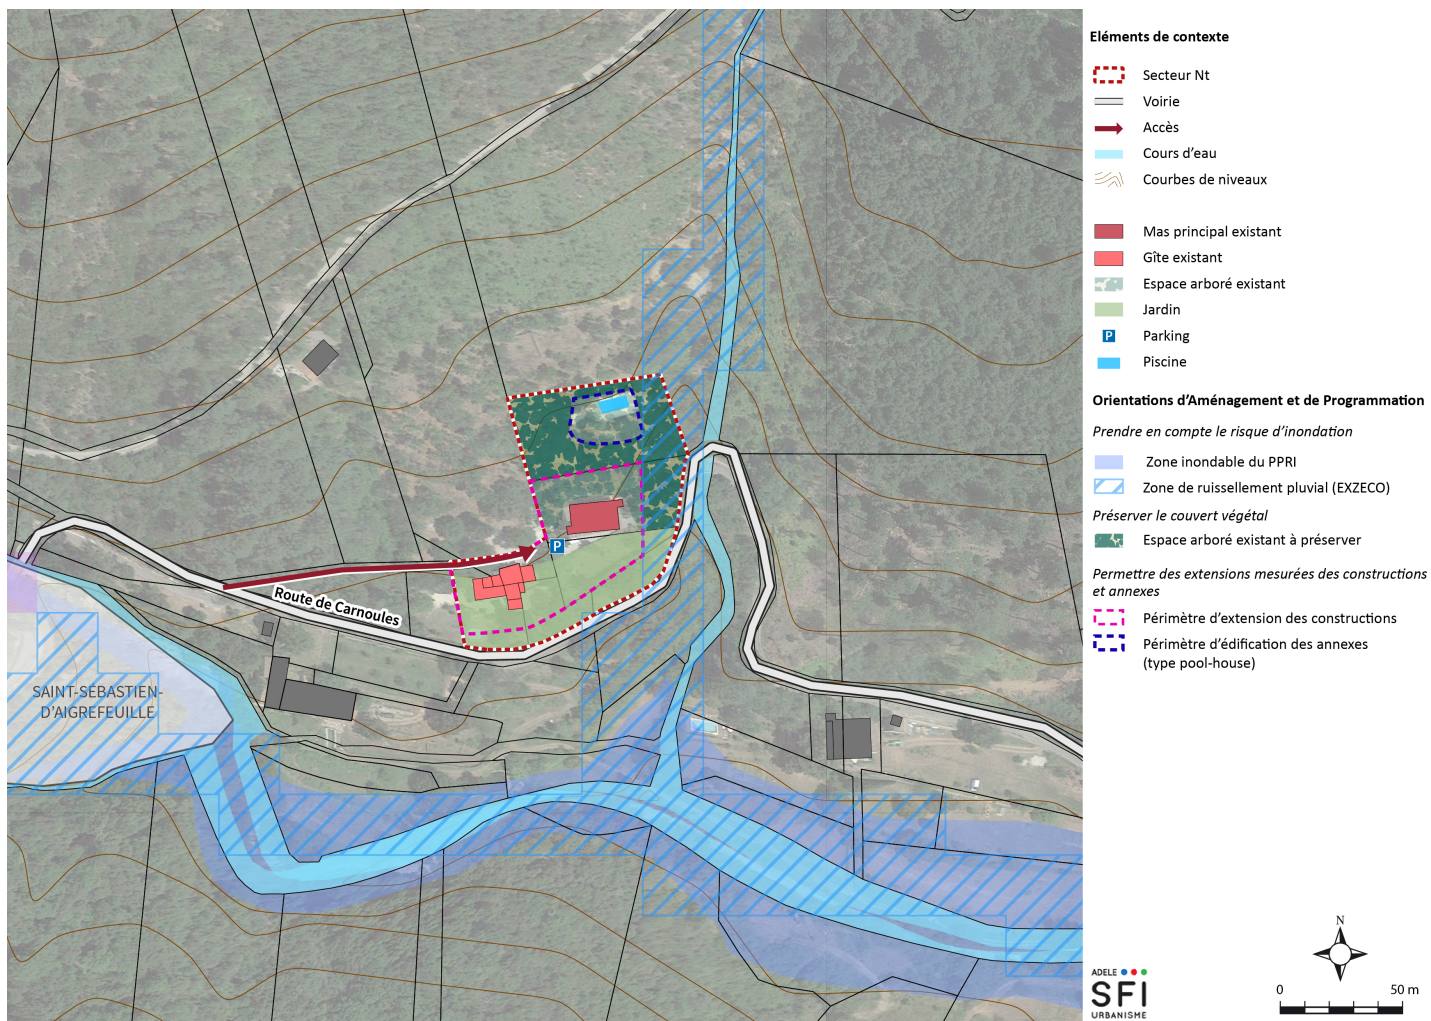 Eléments de contexte
Secteur Nt
Voirie
Accès
Cours d’eau
Courbes de niveaux
Mas principal existant
Gîte existant
Espace arboré existant
Jardin
P
Parking
Piscine
Orientations d’Aménagement et de Programmation
Prendre en compte le risque d’inondation
Zone inondable du PPRI
Zone de ruissellement pluvial (EXZECO)
Préserver le couvert végétal
Espace arboré existant à préserver
Permettre des extensions mesurées des constructions
et annexes
Périmètre d’extension des constructions
Périmètre d’édification des annexes
(type pool-house)
P
Route de Carnoules
SAINT-SÉBASTIEN-
D’AIGREFEUILLE
N
0
50 m
ADELE
SFI
URBANISME